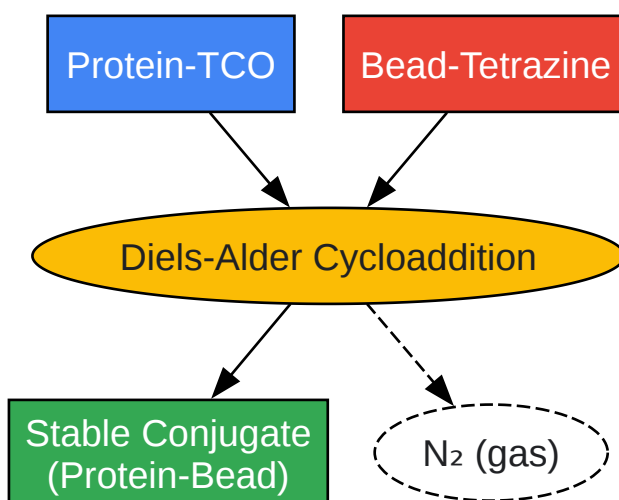 Protein-TCO
Bead-Tetrazine
Diels-Alder Cycloaddition
Stable Conjugate
(Protein-Bead)
N₂ (gas)